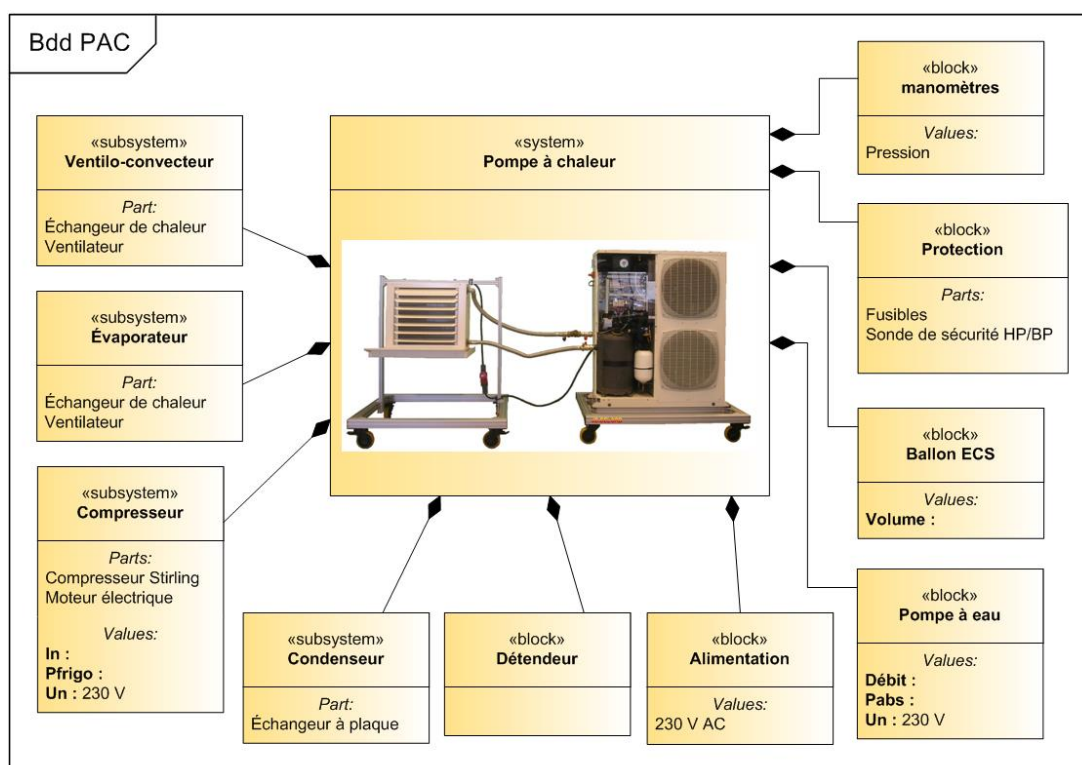 Bdd PAC
«subsystem»
Ventilo-convecteur
Part:
Échangeur de chaleur
Ventilateur
«subsystem»
Évaporateur
Part:
Échangeur de chaleur
Ventilateur
«subsystem»
Compresseur
Parts:
Compresseur Stirling
Moteur électrique
Values:
In :
Pfrigo :
Un : 230 V
«system»
Pompe à chaleur
«subsystem»
Condenseur
Part:
Échangeur à plaque
«block»
Détendeur
«block»
Alimentation
Values:
230 V AC
«block»
manomètres
Values:
Pression
«block»
Protection
Parts:
Fusibles
Sonde de sécurité HP/BP
«block»
Ballon ECS
Values:
Volume :
«block»
Pompe à eau
Values:
Débit :
Pabs :
Un : 230 V